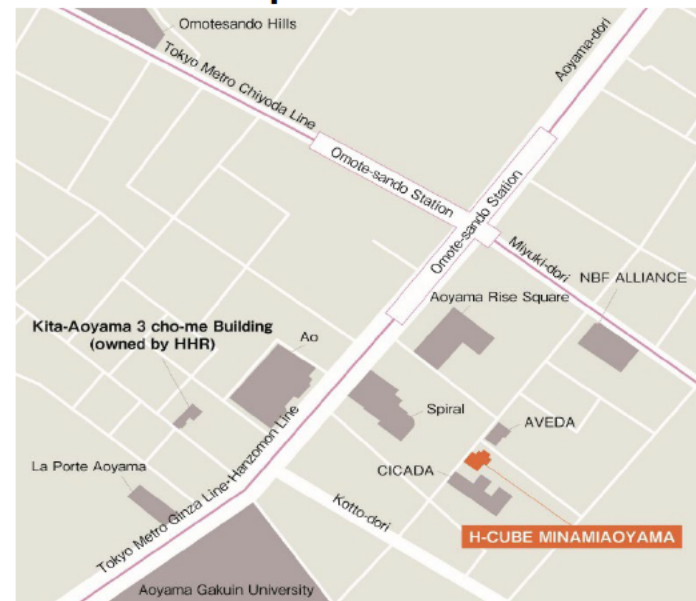 Omotesando Hills
Tokyo Metro Chiyoda Line
Aoyama-dori
Omote-sando Station
Omote-sando Station
Miyuki-dori
NBF ALLIANCE
Aoyama Rise Square
Kita-Aoyama 3 cho-me Building
(owned by HHR)
Ao
Spiral
AVEDA
La Porte Aoyama
CICADA
Tokyo Metro Ginza Line・Hanzomon Line
Kotto-dori
H-CUBE MINAMIAOYAMA
Aoyama Gakuin University